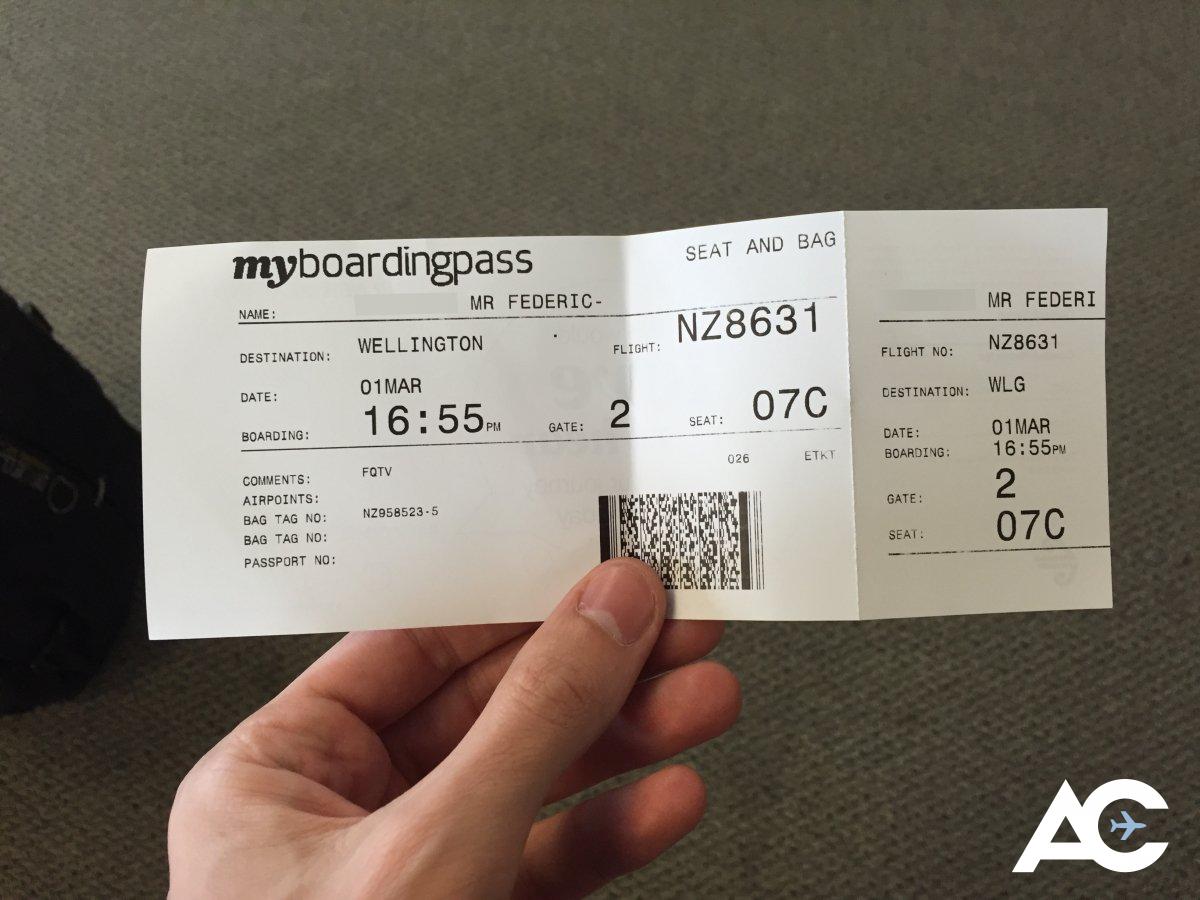 myboardingpass
SEAT AND BAG
NAME: MR FEDERIC-
DESTINATION: WELLINGTON
FLIGHT: NZ8631
DATE: 01MAR
BOARDING: 16:55PM
GATE: 2
SEAT: 07C
026 ETKT
COMMENTS: FQTV
AIRPOINTS:
BAG TAG NO: NZ958523-5
BAG TAG NO:
PASSPORT NO:
MR FEDERI
FLIGHT NO: NZ8631
DESTINATION: WLG
DATE: 01MAR
BOARDING: 16:55PM
GATE: 2
SEAT: 07C
AC